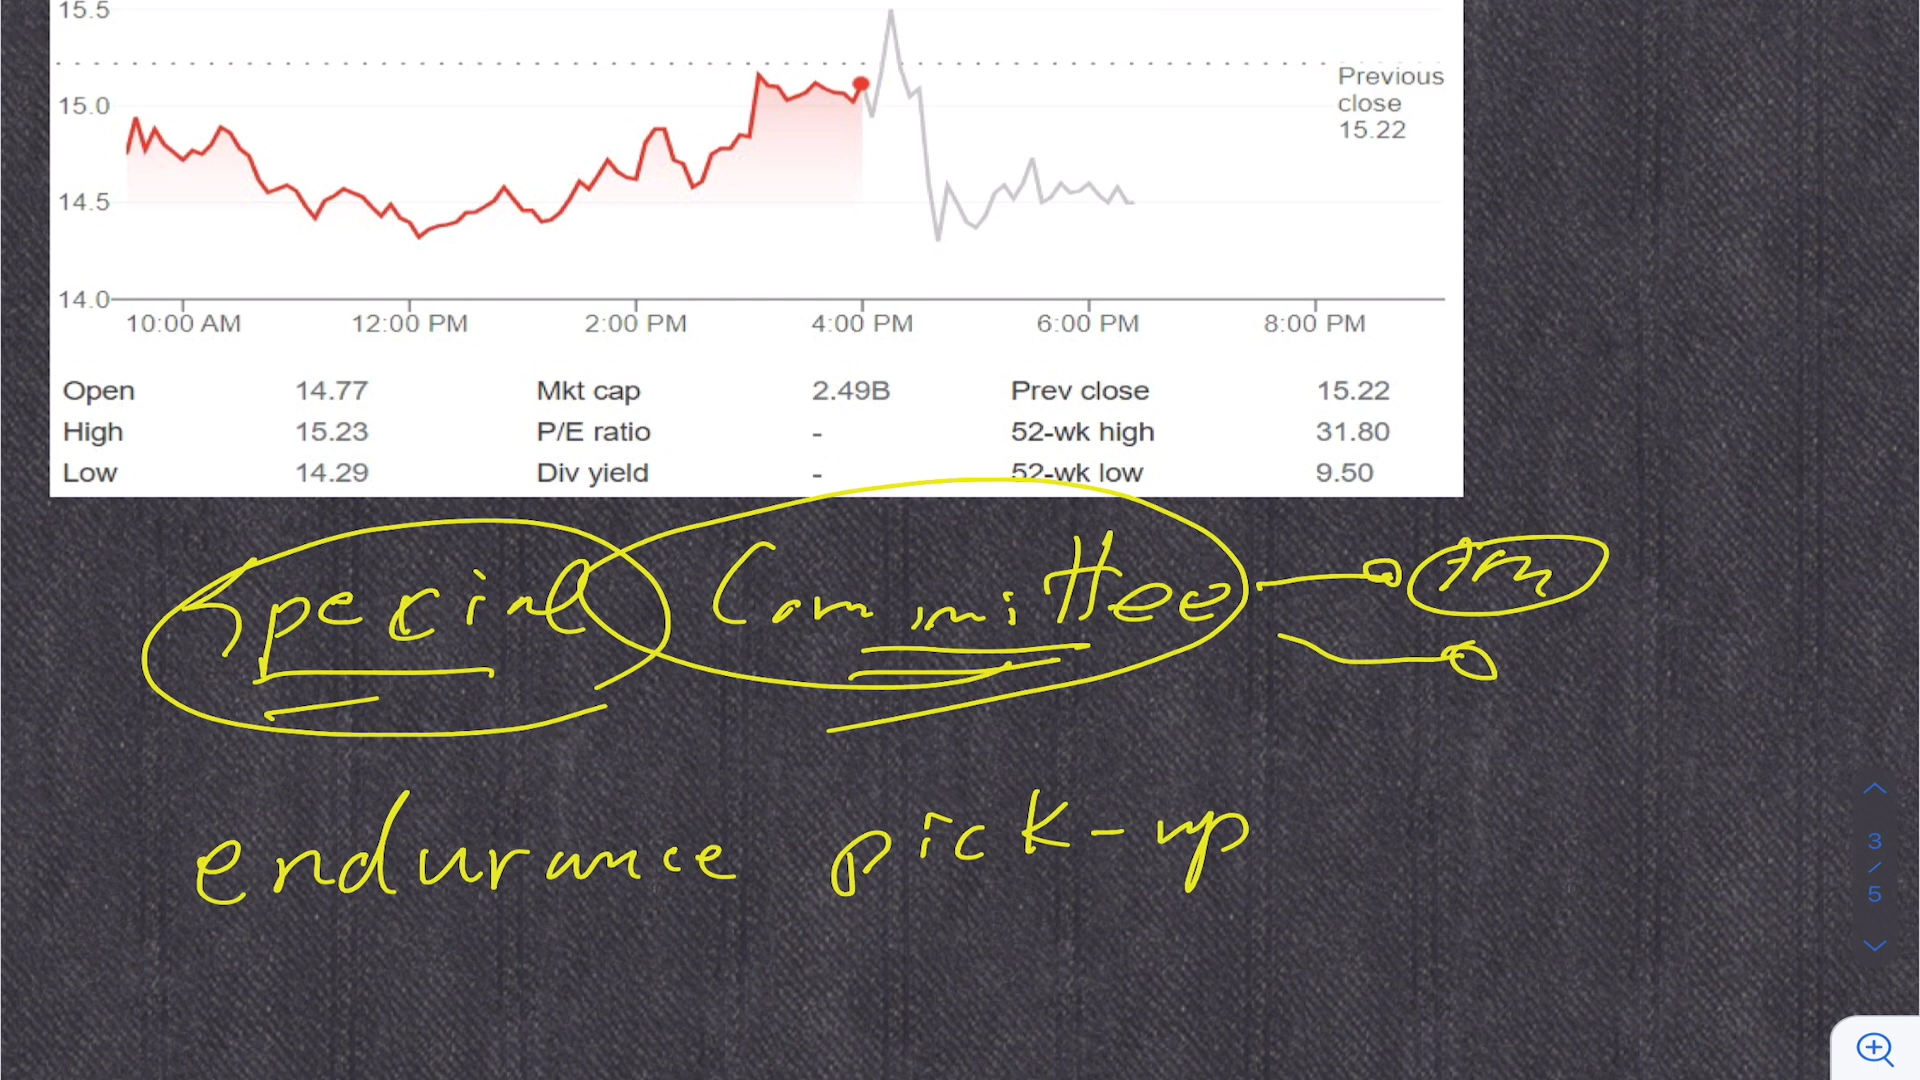 15.5
Previous
close
15.22
15.0
14.5
14.0
10:00 AM 12:00 PM 2:00 PM 4:00 PM 6:00 PM 8:00 PM
Open 14.77 Mkt cap 2.49B Prev close 15.22
High 15.23 P/E ratio - 52-wk high 31.80
Low 14.29 Div yield - 52-wk low 9.50
Special Committee
endurance pick-up
3
/
5